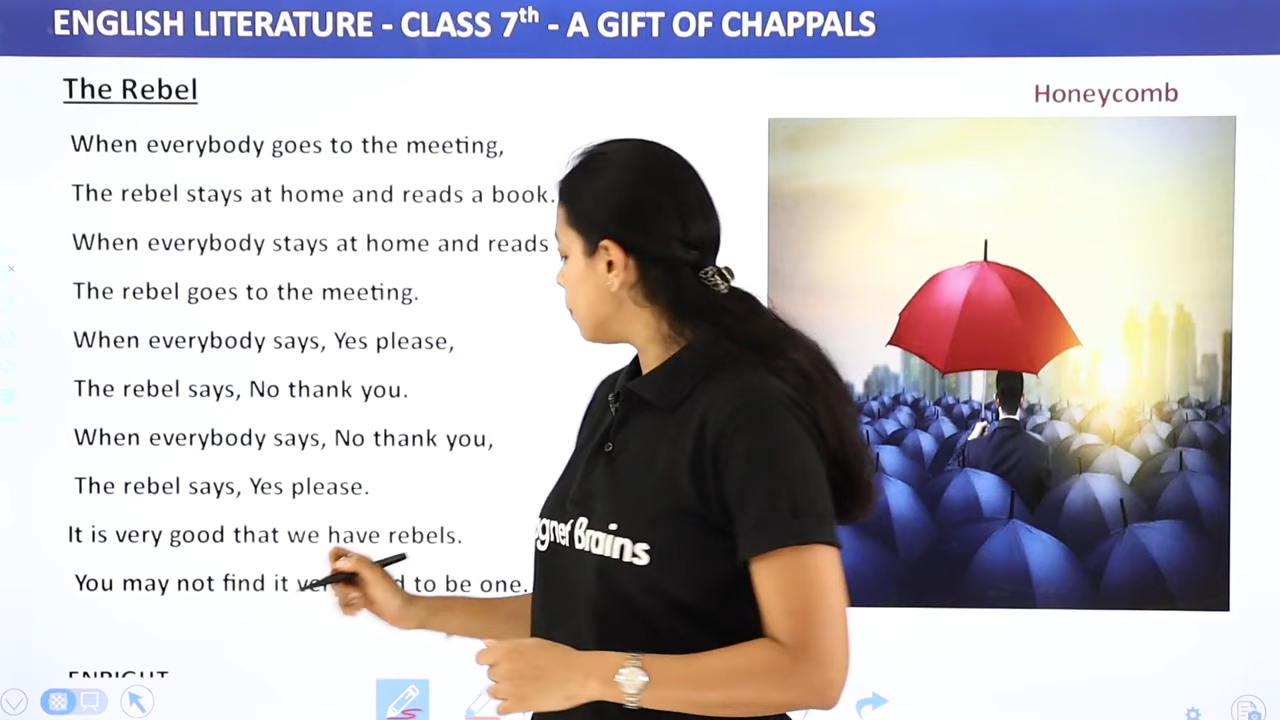 ENGLISH LITERATURE - CLASS 7th - A GIFT OF CHAPPALS
The Rebel
Honeycomb
When everybody goes to the meeting,
The rebel stays at home and reads a book.
When everybody stays at home and reads
The rebel goes to the meeting.
When everybody says, Yes please,
The rebel says, No thank you.
When everybody says, No thank you,
The rebel says, Yes please.
It is very good that we have rebels.
You may not find it to be one.
Brains
ENRIGHT